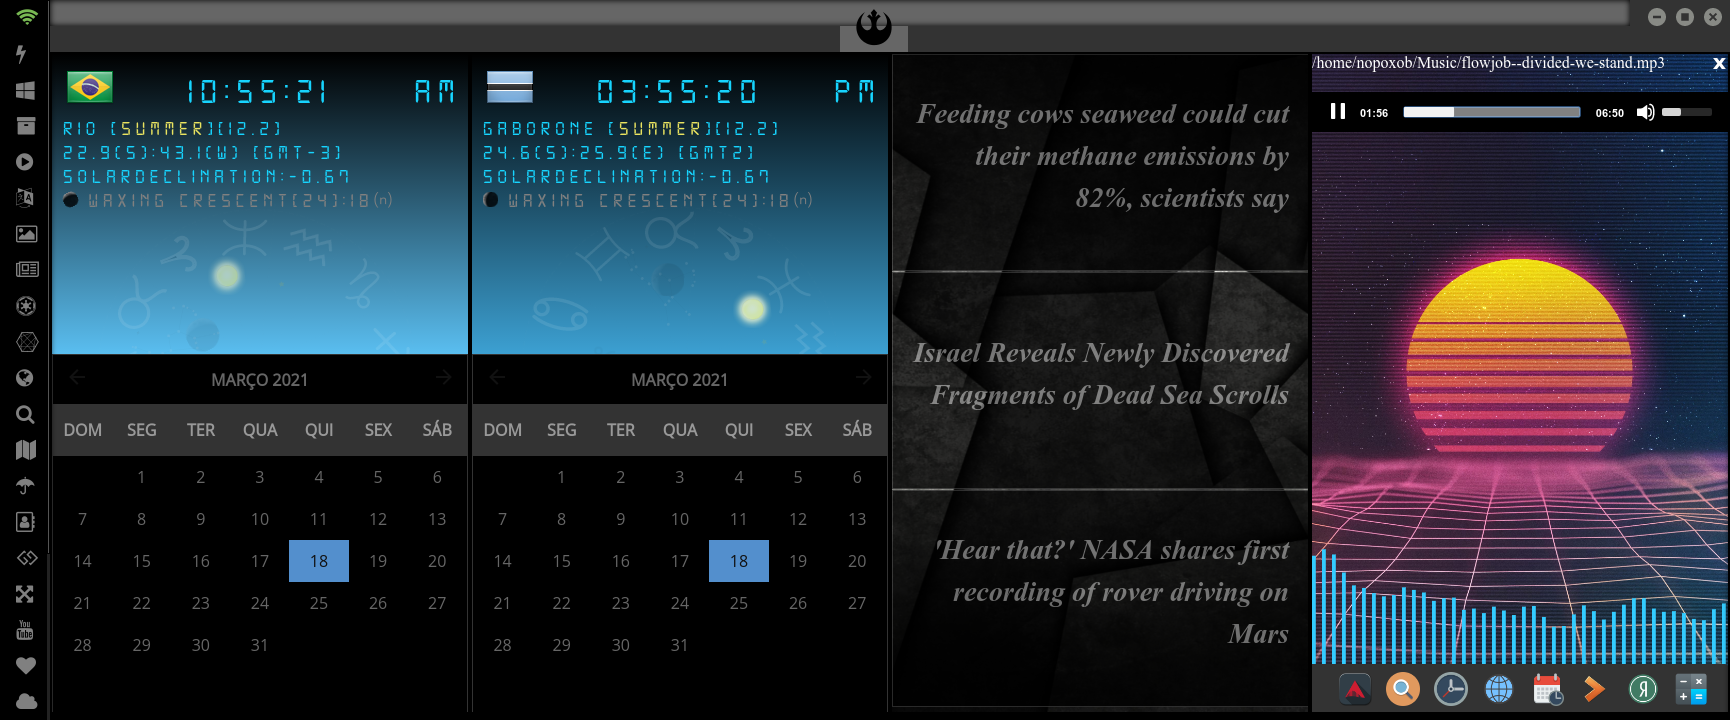 10:55:21 AM
RIO (SUMMER)(12.2)
22.9(S):43.1(W) (GMT-3)
SOLARDECLINATION:-0.67
WAXING CRESCENT(24):18(n)
MARÇO 2021
DOM SEG TER QUA QUI SEX SÁB
1 2 3 4 5 6
7 8 9 10 11 12 13
14 15 16 17 18 19 20
21 22 23 24 25 26 27
28 29 30 31
03:55:20 PM
GABORONE (SUMMER)(12.2)
24.6(S):25.9(E) (GMT2)
SOLARDECLINATION:-0.67
WAXING CRESCENT(24):18(n)
MARÇO 2021
DOM SEG TER QUA QUI SEX SÁB
1 2 3 4 5 6
7 8 9 10 11 12 13
14 15 16 17 18 19 20
21 22 23 24 25 26 27
28 29 30 31
Feeding cows seaweed could cut
their methane emissions by
82%, scientists say
Israel Reveals Newly Discovered
Fragments of Dead Sea Scrolls
'Hear that?' NASA shares first
recording of rover driving on
Mars
/home/nopoxob/Music/flowjob--divided-we-stand.mp3 x
01:56 06:50
You
Tube
Я